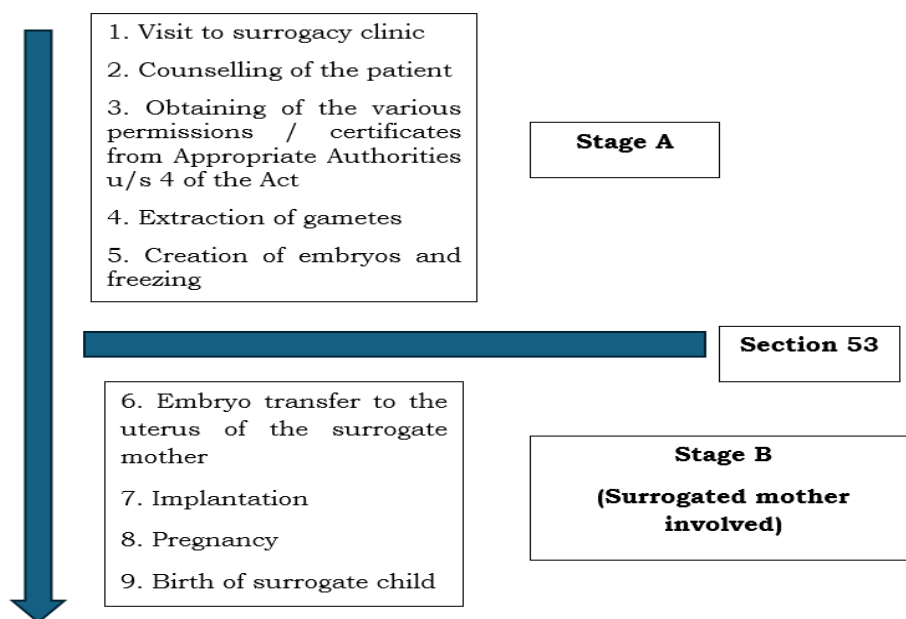 1. Visit to surrogacy clinic
2. Counselling of the patient
3. Obtaining of the various
permissions / certificates
from Appropriate Authorities
u/s 4 of the Act
4. Extraction of gametes
5. Creation of embryos and
freezing
Stage A
Section 53
6. Embryo transfer to the
uterus of the surrogate
mother
7. Implantation
8. Pregnancy
9. Birth of surrogate child
Stage B
(Surrogated mother
involved)